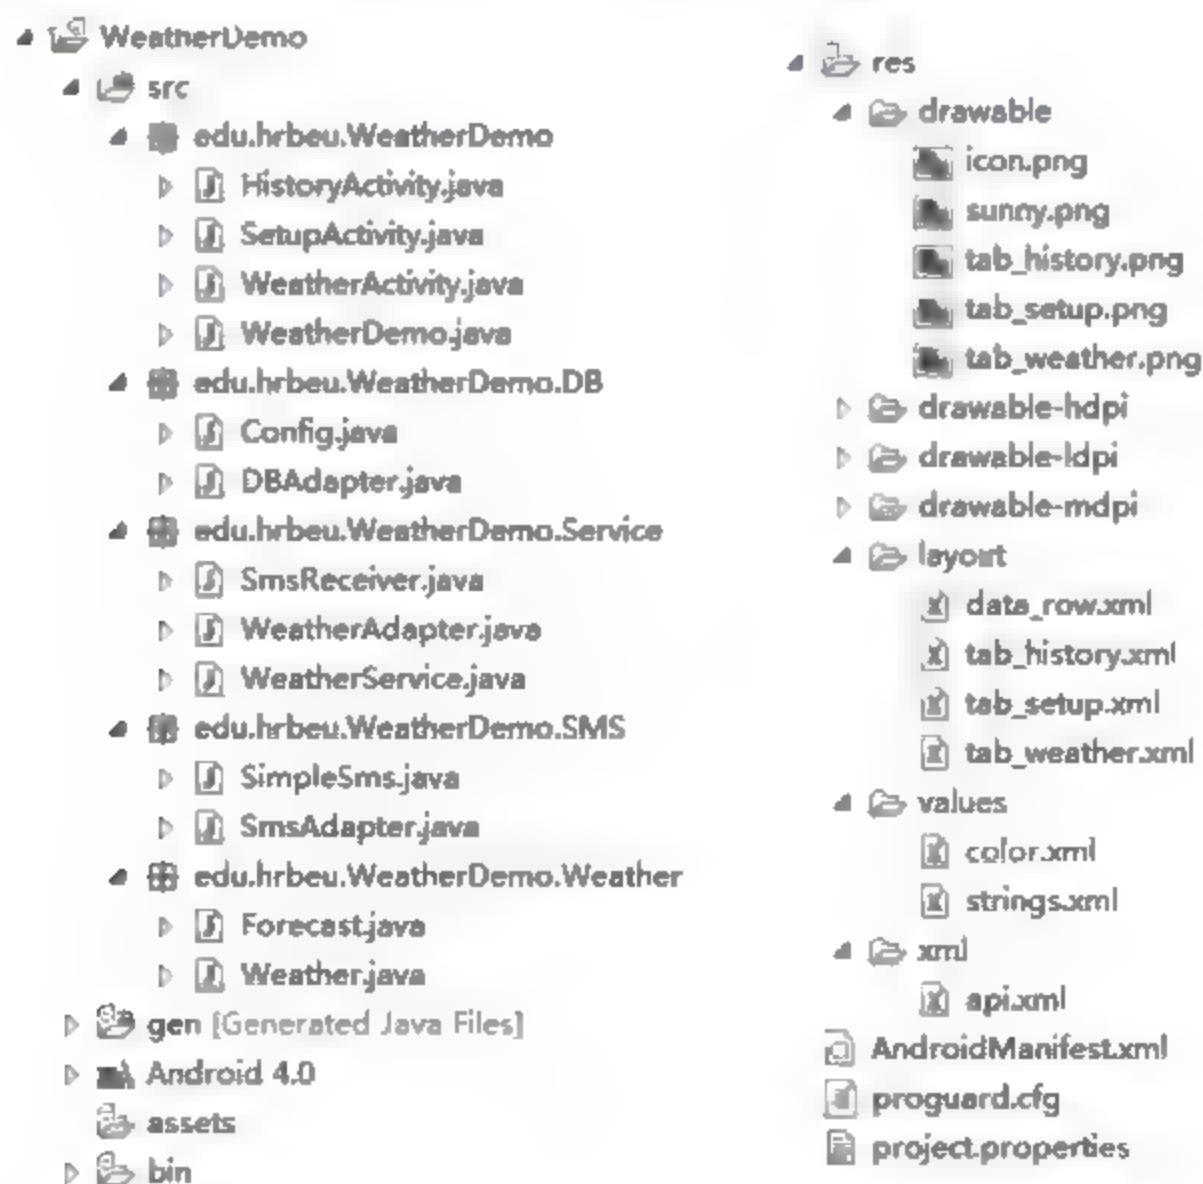 WeatherDemo
src
edu.hrbeu.WeatherDemo
HistoryActivity.java
SetupActivity.java
WeatherActivity.java
WeatherDemo.java
edu.hrbeu.WeatherDemo.DB
Config.java
DBAdapter.java
edu.hrbeu.WeatherDemo.Service
SmsReceiver.java
WeatherAdapter.java
WeatherService.java
edu.hrbeu.WeatherDemo.SMS
SimpleSms.java
SmsAdapter.java
edu.hrbeu.WeatherDemo.Weather
Forecast.java
Weather.java
gen [Generated Java Files]
Android 4.0
assets
bin
res
drawable
icon.png
sunny.png
tab_history.png
tab_setup.png
tab_weather.png
drawable-hdpi
drawable-ldpi
drawable-mdpi
layout
data_row.xml
tab_history.xml
tab_setup.xml
tab_weather.xml
values
color.xml
strings.xml
xml
api.xml
AndroidManifest.xml
proguard.cfg
project.properties